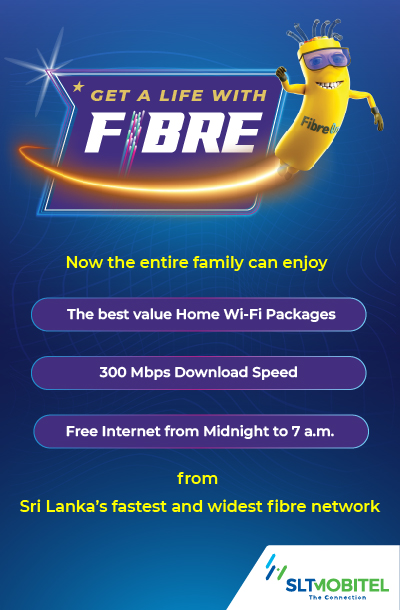 GET A LIFE WITH
FIBRE
Fibre
Now the entire family can enjoy
The best value Home Wi-Fi Packages
300 Mbps Download Speed
Free Internet from Midnight to 7 a.m.
from
Sri Lanka's fastest and widest fibre network
SLTMOBITEL
The Connection